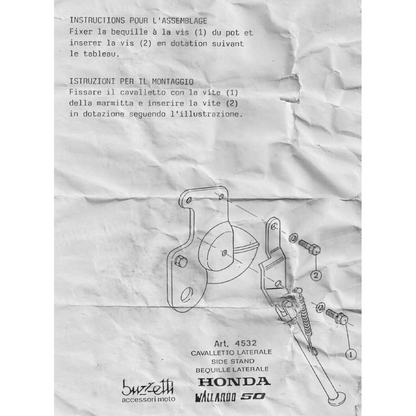 INSTRUCTIONS POUR L'ASSEMBLAGE
Fixer la bequille à la vis (1) du pot et
inserer la vis (2) en dotation suivant
le tableau.
ISTRUZIONI PER IL MONTAGGIO
Fissare il cavalletto con la vite (1)
della marmitta e inserire la vite (2)
in dotazione seguendo l'illustrazione.
2
1
Art. 4532
CAVALLETTO LATERALE
SIDE STAND
BEQUILLE LATERALE
HONDA
WALLAROO 50
buzzetti
accessori moto